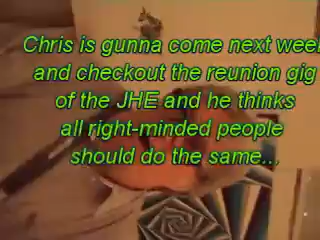 Chris is gunna come next week
and checkout the reunion gig
of the JHE and he thinks
all right-minded people
should do the same...